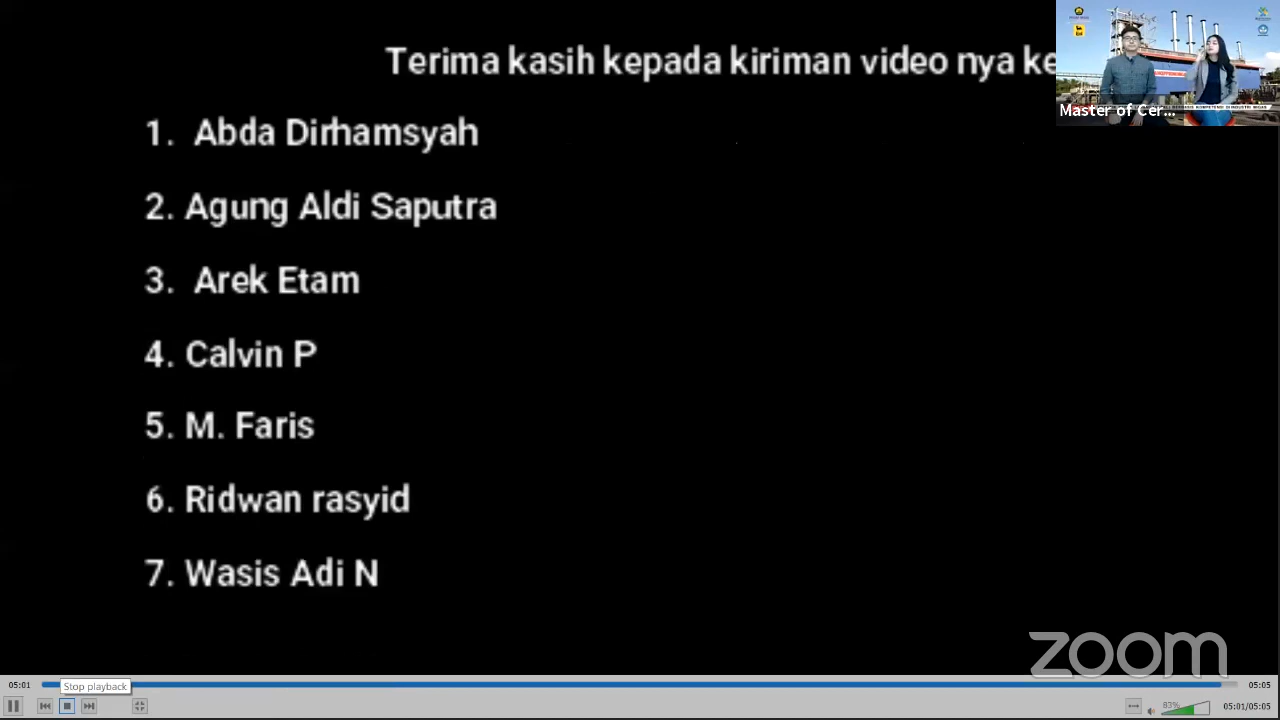 Terima kasih kepada kiriman video nya ke
1. Abda Dirhamsyah
2. Agung Aldi Saputra
3. Arek Etam
4. Calvin P
5. M. Faris
6. Ridwan rasyid
7. Wasis Adi N
Master of Cer...
zoom
05:01
Stop playback
05:05
83%
05:01/05:05